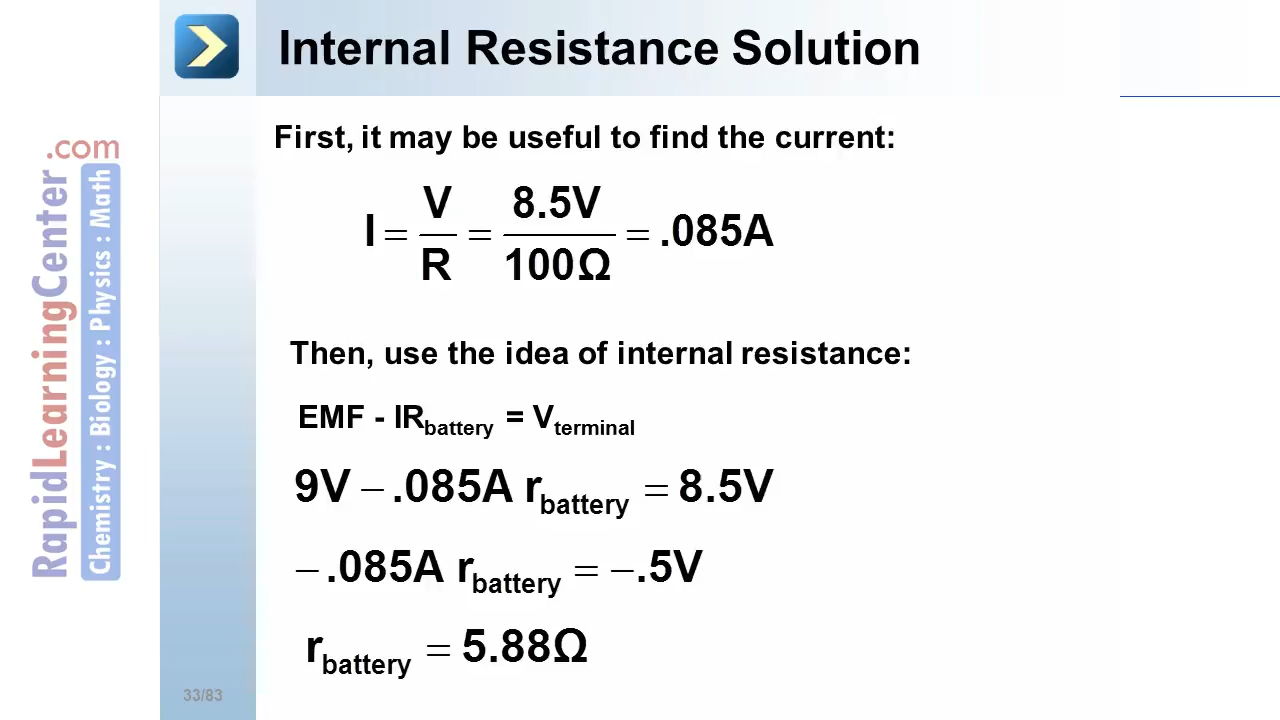 Internal Resistance Solution
First, it may be useful to find the current:
I = V/R = 8.5V/100Ω = .085A
Then, use the idea of internal resistance:
EMF - IRbattery = Vterminal
9V – .085A rbattery = 8.5V
– .085A rbattery = –.5V
rbattery = 5.88Ω
33/83
RapidLearningCenter.com
Chemistry : Biology : Physics : Math